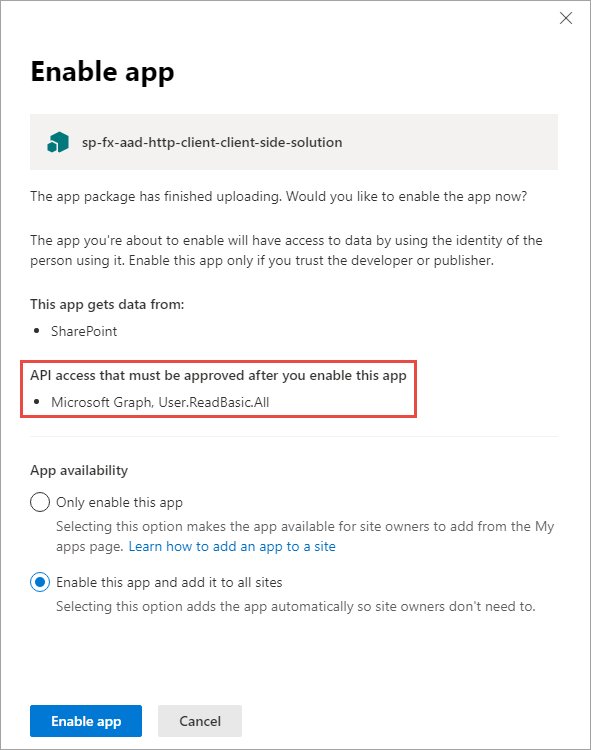 Enable app
sp-fx-aad-http-client-client-side-solution
The app package has finished uploading. Would you like to enable the app now?
The app you're about to enable will have access to data by using the identity of the
person using it. Enable this app only if you trust the developer or publisher.
This app gets data from:
• SharePoint
API access that must be approved after you enable this app
• Microsoft Graph, User.ReadBasic.All
App availability
Only enable this app
Selecting this option makes the app available for site owners to add from the My
apps page. Learn how to add an app to a site
Enable this app and add it to all sites
Selecting this option adds the app automatically so site owners don't need to.
Enable app
Cancel